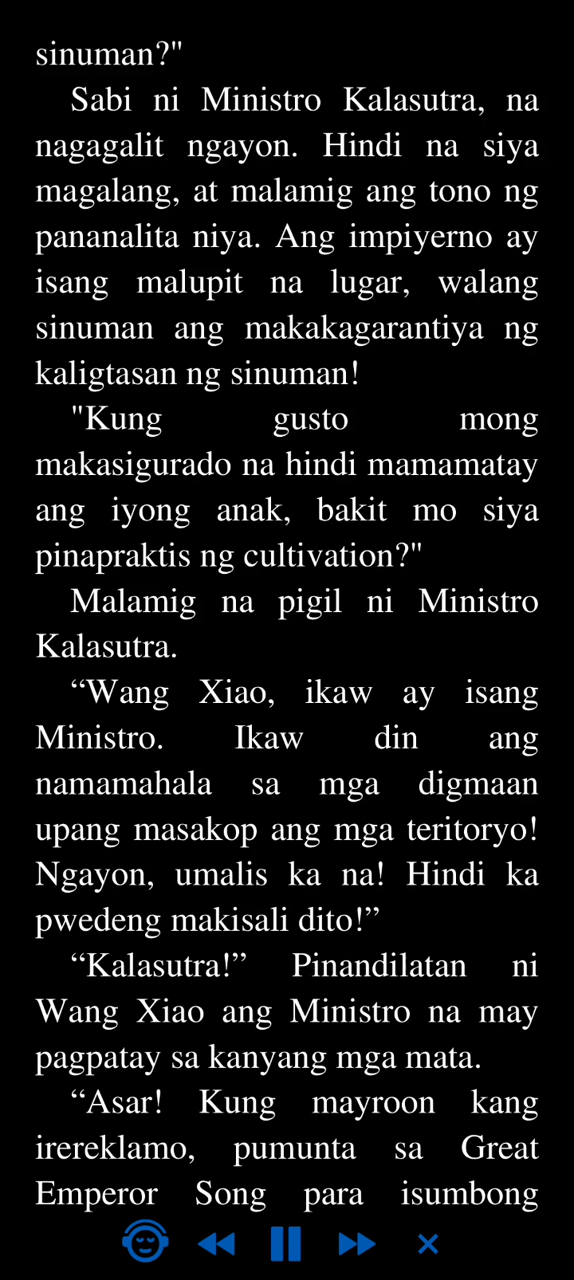 sinuman?"
Sabi ni Ministro Kalasutra, na
nagagalit ngayon. Hindi na siya
magalang, at malamig ang tono ng
pananalita niya. Ang impiyerno ay
isang malupit na lugar, walang
sinuman ang makakagarantiya ng
kaligtasan ng sinuman!
"Kung gusto mong
makasigurado na hindi mamamatay
ang iyong anak, bakit mo siya
pinapraktis ng cultivation?"
Malamig na pigil ni Ministro
Kalasutra.
“Wang Xiao, ikaw ay isang
Ministro. Ikaw din ang
namamahala sa mga digmaan
upang masakop ang mga teritoryo!
Ngayon, umalis ka na! Hindi ka
pwedeng makisali dito!”
“Kalasutra!” Pinandilatan ni
Wang Xiao ang Ministro na may
pagpatay sa kanyang mga mata.
“Asar! Kung mayroon kang
irereklamo, pumunta sa Great
Emperor Song para isumbong